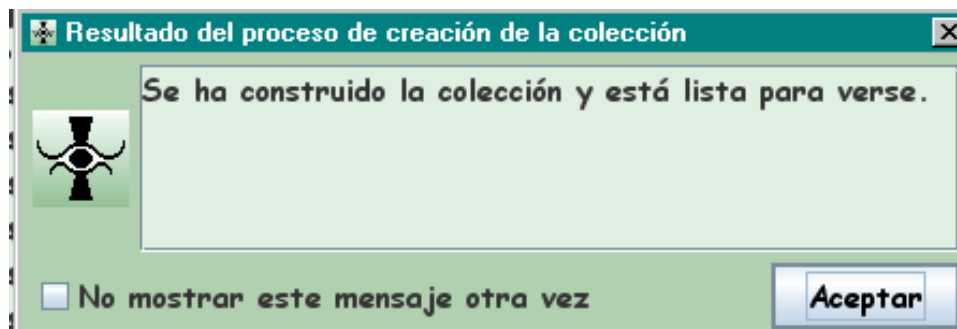 Resultado del proceso de creación de la colección
Se ha construido la colección y está lista para verse.
No mostrar este mensaje otra vez
Aceptar